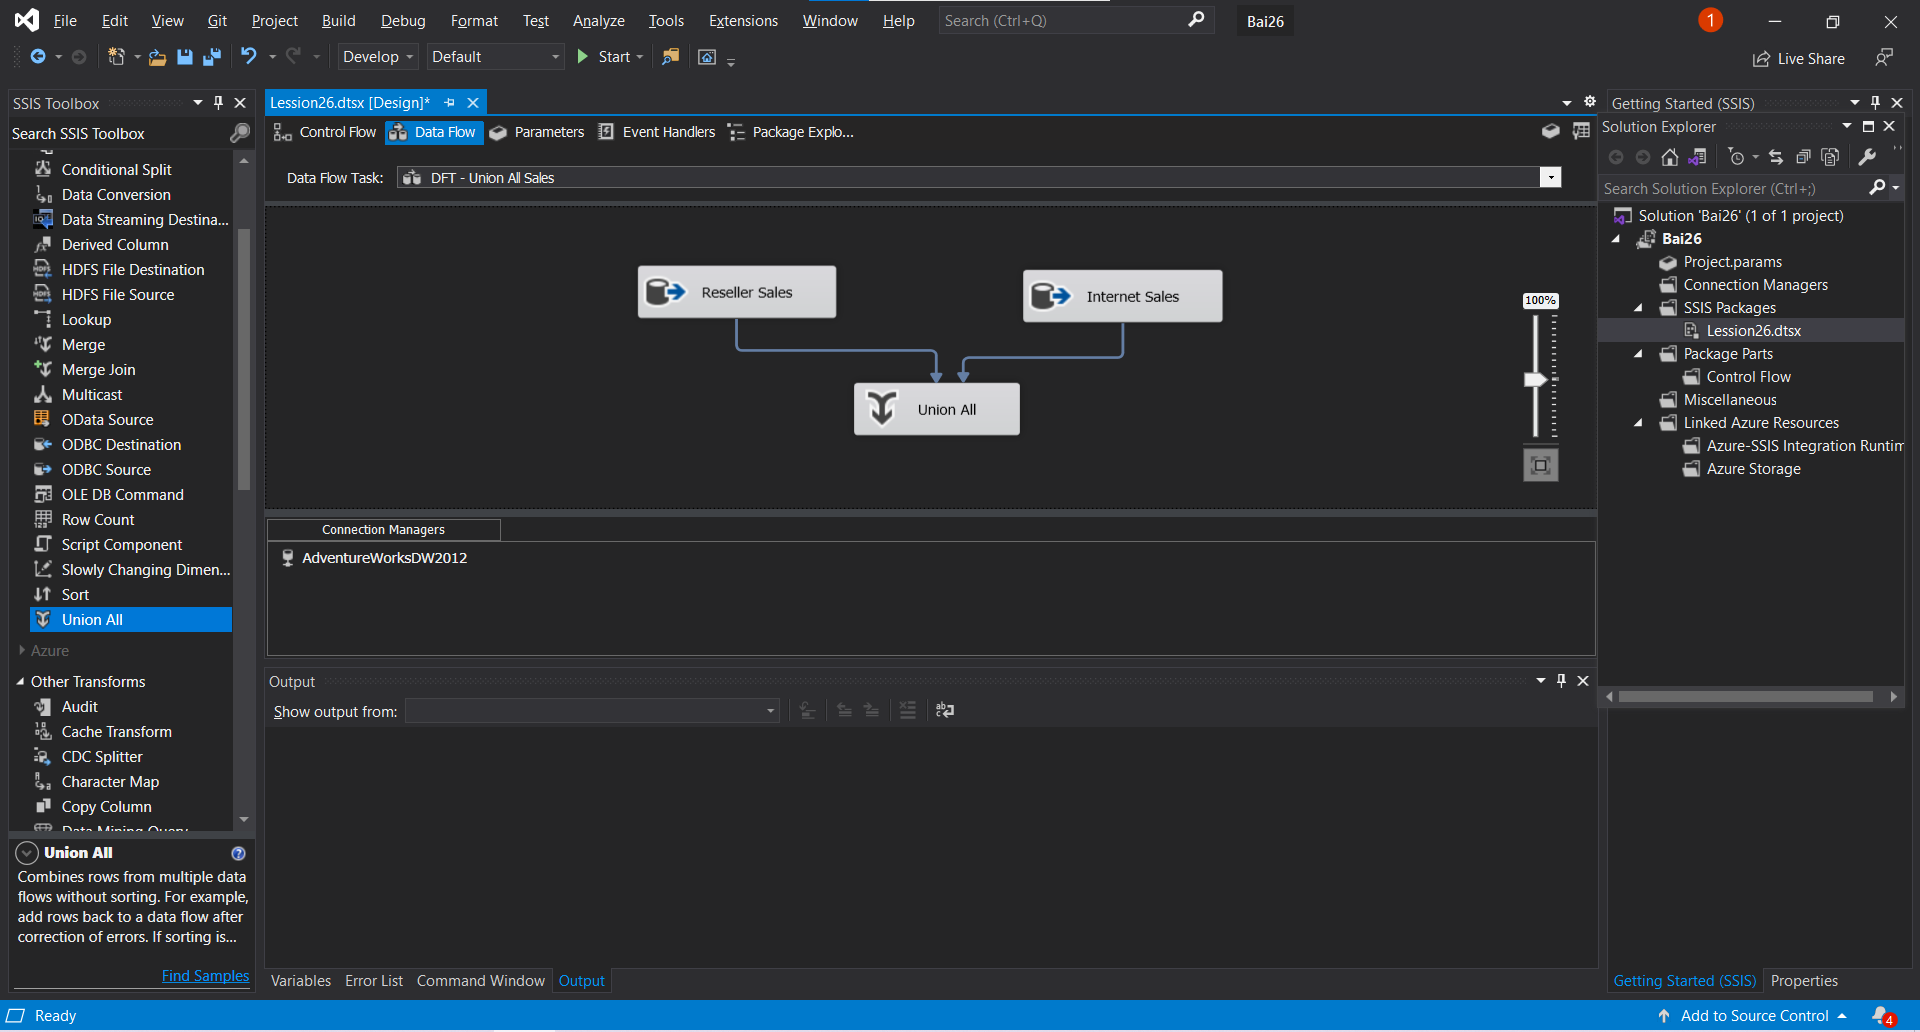 File Edit View Git Project Build Debug Format Test Analyze Tools Extensions Window Help Search (Ctrl+Q) Bai26 1
Develop Default Start Live Share
SSIS Toolbox
Search SSIS Toolbox
Conditional Split
Data Conversion
Data Streaming Destina...
Derived Column
HDFS File Destination
HDFS File Source
Lookup
Merge
Merge Join
Multicast
OData Source
ODBC Destination
ODBC Source
OLE DB Command
Row Count
Script Component
Slowly Changing Dimen...
Sort
Union All
Azure
Other Transforms
Audit
Cache Transform
CDC Splitter
Character Map
Copy Column
Data Mining Query
Union All
Combines rows from multiple data
flows without sorting. For example,
add rows back to a data flow after
correction of errors. If sorting is...
Find Samples
Lession26.dtsx [Design]*
Control Flow Data Flow Parameters Event Handlers Package Explo...
Data Flow Task: DFT - Union All Sales
Reseller Sales
Internet Sales
Union All
100%
Connection Managers
AdventureWorksDW2012
Output
Show output from:
Variables Error List Command Window Output
Getting Started (SSIS)
Solution Explorer
Search Solution Explorer (Ctrl+;)
Solution 'Bai26' (1 of 1 project)
Bai26
Project.params
Connection Managers
SSIS Packages
Lession26.dtsx
Package Parts
Control Flow
Miscellaneous
Linked Azure Resources
Azure-SSIS Integration Runtim
Azure Storage
Getting Started (SSIS) Properties
Ready Add to Source Control 4